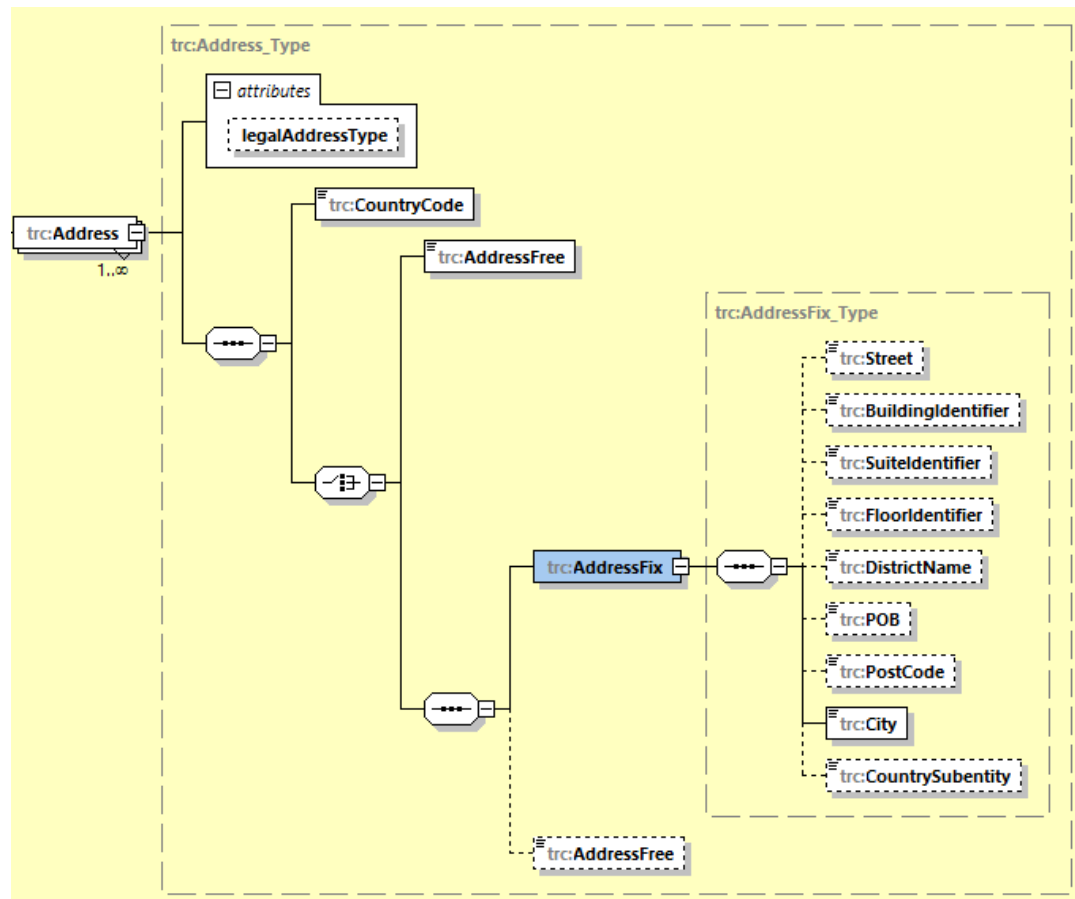 trc:Address_Type
attributes
legalAddressType
trc:CountryCode
trc:Address
1..∞
trc:AddressFree
trc:AddressFix_Type
trc:Street
trc:BuildingIdentifier
trc:SuiteIdentifier
trc:FloorIdentifier
trc:AddressFix
trc:DistrictName
trc:POB
trc:PostCode
trc:City
trc:CountrySubentity
trc:AddressFree